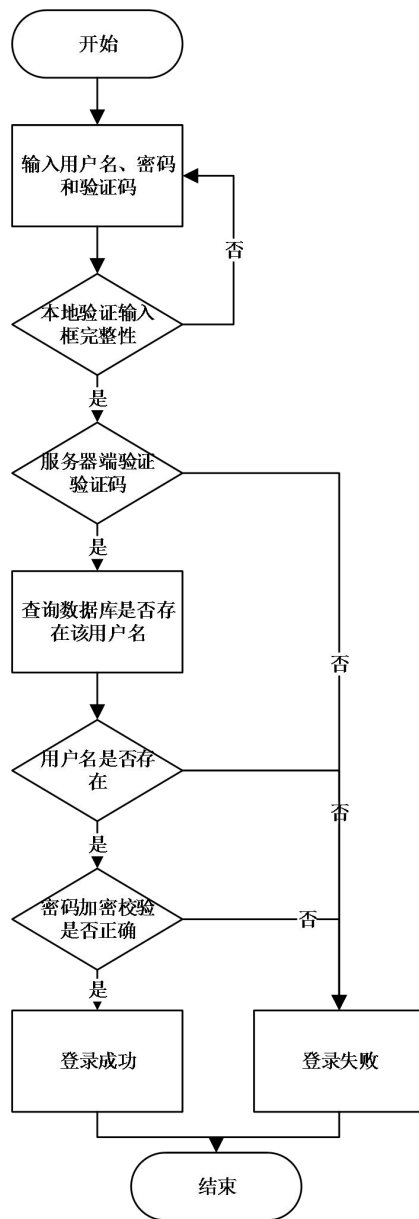 开始
输入用户名、密码
和验证码
否
本地验证输入
框完整性
是
服务器端验证
验证码
是
查询数据库是否存
在该用户名
否
用户名是否存
在
否
是
密码加密校验
是否正确
否
是
登录成功
登录失败
结束